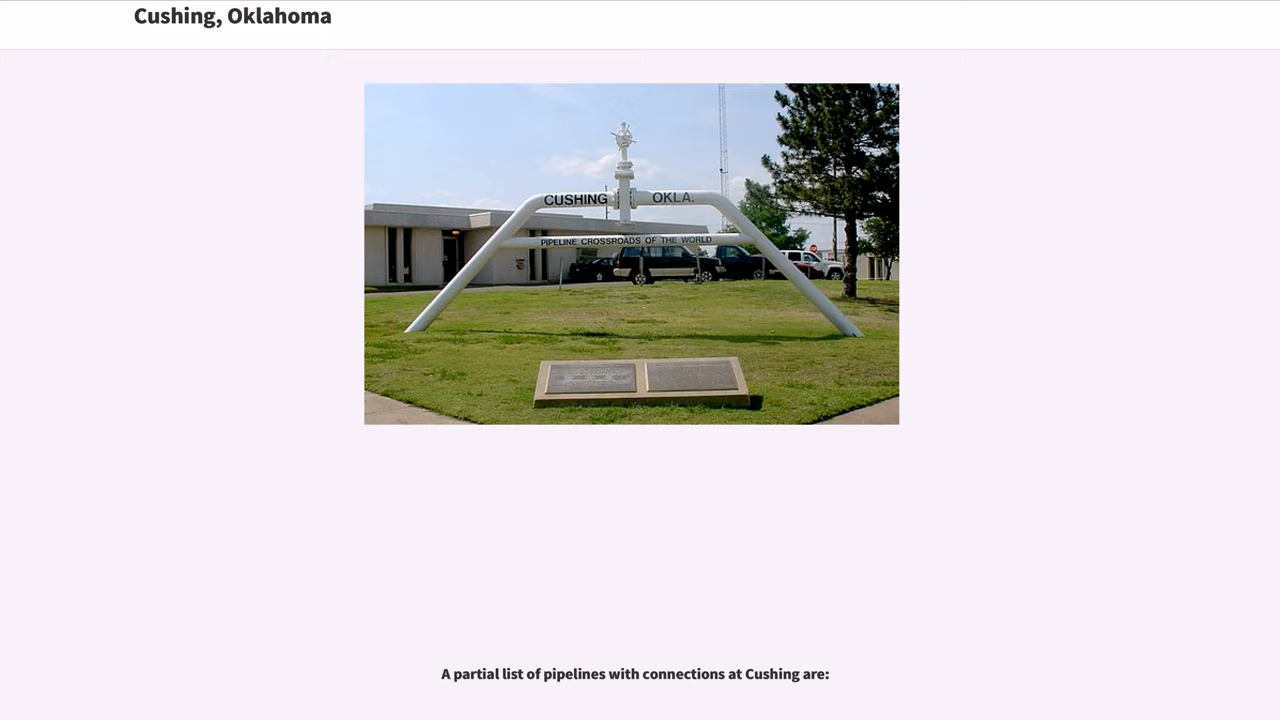 Cushing, Oklahoma
CUSHING OKLA.
PIPELINE CROSSROADS OF THE WORLD
A partial list of pipelines with connections at Cushing are: